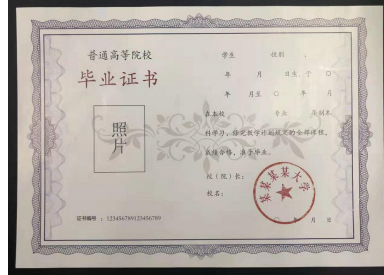 普通高等院校
毕业证书
照片
证书编号：123456789123456789
学生 性别
年 月 日生,于 〇
年 月至 〇 年 月
在本校 专业 年制本
科学习,修完教学计划规定的全部课程,
成绩合格,准予毕业。
校(院)长:
校名:
某某某某大学
〇 年 月 日